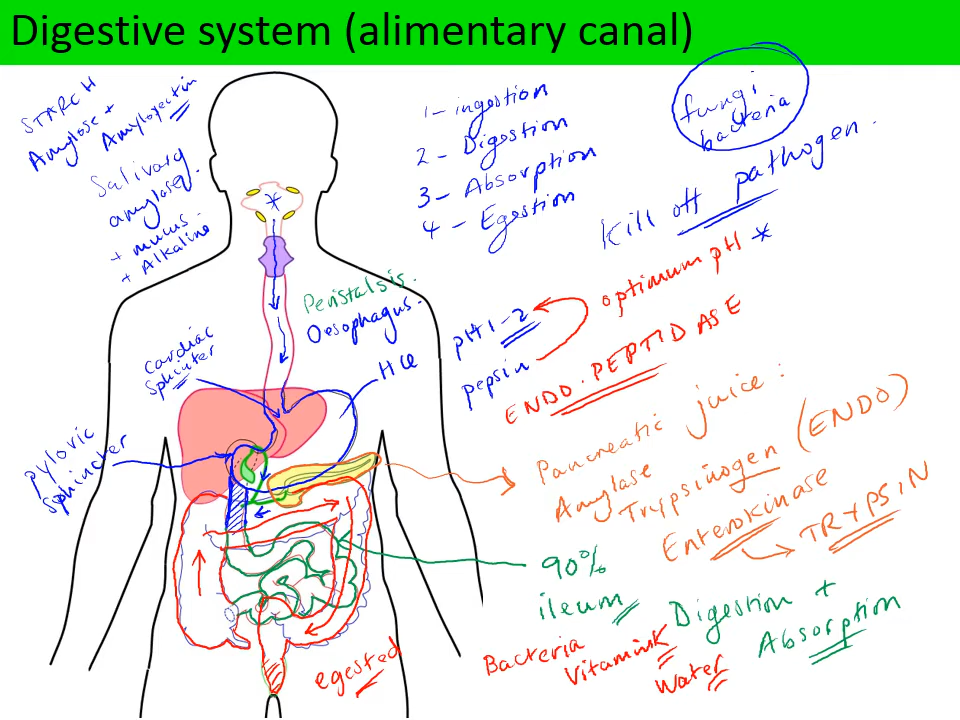 Digestive system (alimentary canal)
STARCH
Amylose +
Amylopectin
Salivary
amylase.
+ mucus
+ Alkaline
1 - ingestion
2 - Digestion
3 - Absorption
4 - Egestion
fungi
bacteria
Kill off pathogen.
Peristalsis.
Oesophagus.
cardiac
sphincter
HCl
pH 1-2
pepsin
optimum pH *
ENDO.PEPTIDASE
pyloric
sphincter
Pancreatic juice :
Amylase
Trypsinogen (ENDO)
Enterokinase
TRYPSIN
90%
ileum
Digestion +
Absorption
Bacteria
Vitamin K
Water
egested